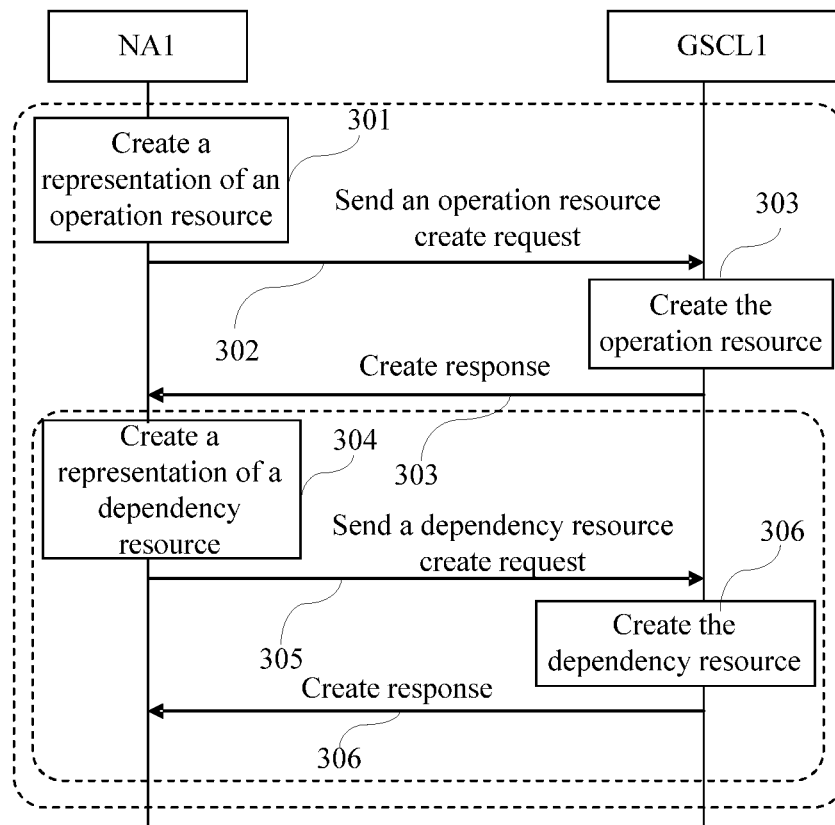 NA1
GSCL1
301
Create a
representation of an
operation resource
Send an operation resource
create request
303
302
Create the
operation resource
Create response
303
Create a
representation of a
dependency
resource
304
Send a dependency resource
create request
306
305
Create the
dependency resource
Create response
306